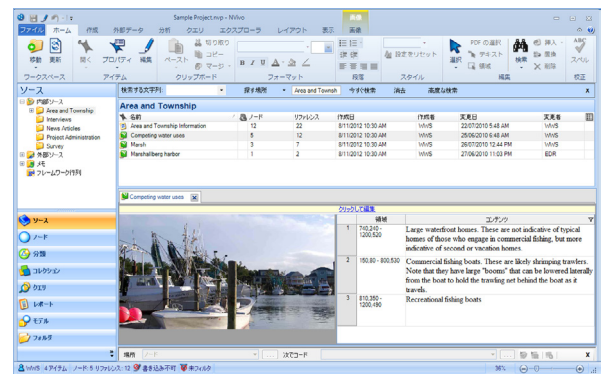 Sample Project.nvp - NVivo
画像
ファイル ホーム 作成 外部データ 分析 クエリ エクスプローラ レイアウト 表示 画像
移動 更新 開く プロパティ 編集 ペースト 切り取り コピー マージ
B I U A
段階をリセット
選択 PDF の選択 テキスト 領域 検索 挿入 置換 削除 ABC スペル
ワークスペース アイテム クリップボード フォーマット 段落 スタイル 編集 校正
ソース
検索する文字列: 探す場所 Area and Townsh 今すぐ検索 消去 高度な検索 x
内部ソース
Area and Township
Interviews
News Articles
Project Administration
Survey
外部ソース
メモ
フレームワーク行列
Area and Township
名前 ノード リファレンス 作成日 作成者 変更日 変更者
Area and Township Information 12 22 8/11/2012 10:30 AM WWS 22/07/2010 5:48 AM WWS
Competing water uses 5 12 8/11/2012 10:30 AM WWS 25/06/2010 6:48 AM WWS
Marsh 3 7 8/11/2012 10:30 AM WWS 26/07/2010 12:44 PM WWS
Marshallberg harbor 1 2 8/11/2012 10:30 AM WWS 27/06/2010 11:03 PM EDR
Competing water uses
クリックして編集
領域 コンテンツ
1 740,240 - 1200,520 Large waterfront homes. These are not indicative of typical
homes of those who engage in commercial fishing, but more
indicative of second or vacation homes.
2 150,80 - 800,530 Commercial fishing boats. These are likely shrimping trawlers.
Note that they have large "booms" that can be lowered laterally
from the boat to hold the trawling net behind the boat as it
travels.
3 810,350 - 1200,490 Recreational fishing boats
ソース
ノード
分類
コレクション
クエリ
レポート
モデル
フォルダ
場所 ノード 次でコード x
WWS 4 アイテム ノード: 5 リファレンス: 12 書き込み不可 未フィルタ 36%